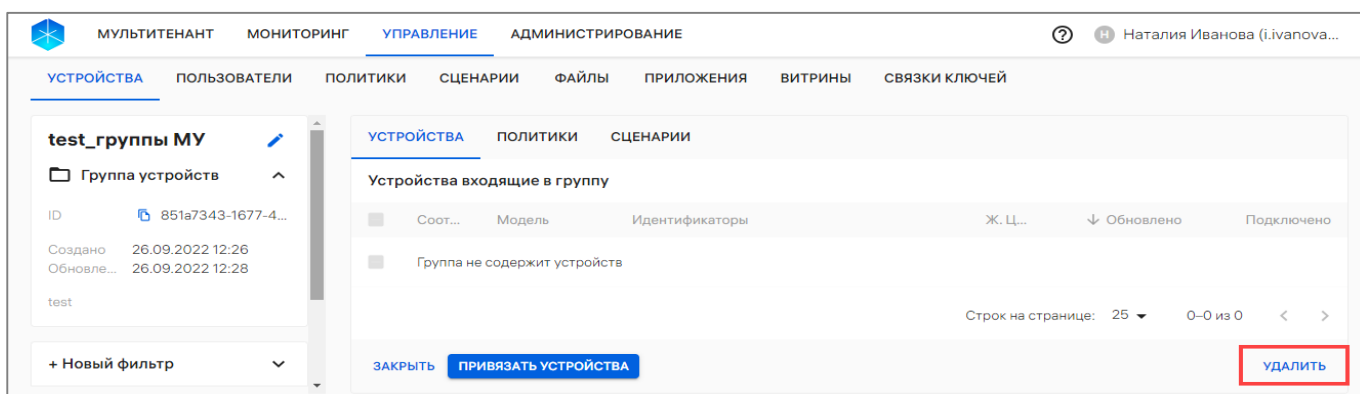 МУЛЬТИТЕНАНТ МОНИТОРИНГ УПРАВЛЕНИЕ АДМИНИСТРИРОВАНИЕ ? Н Наталия Иванова (i.ivanova...
УСТРОЙСТВА ПОЛЬЗОВАТЕЛИ ПОЛИТИКИ СЦЕНАРИИ ФАЙЛЫ ПРИЛОЖЕНИЯ ВИТРИНЫ СВЯЗКИ КЛЮЧЕЙ
test_группы МУ
Группа устройств
ID 851a7343-1677-4...
Создано 26.09.2022 12:26
Обновле... 26.09.2022 12:28
test
+ Новый фильтр
УСТРОЙСТВА ПОЛИТИКИ СЦЕНАРИИ
Устройства входящие в группу
Соот... Модель Идентификаторы Ж. Ц... Обновлено Подключено
Группа не содержит устройств
Строк на странице: 25 0–0 из 0
ЗАКРЫТЬ ПРИВЯЗАТЬ УСТРОЙСТВА УДАЛИТЬ